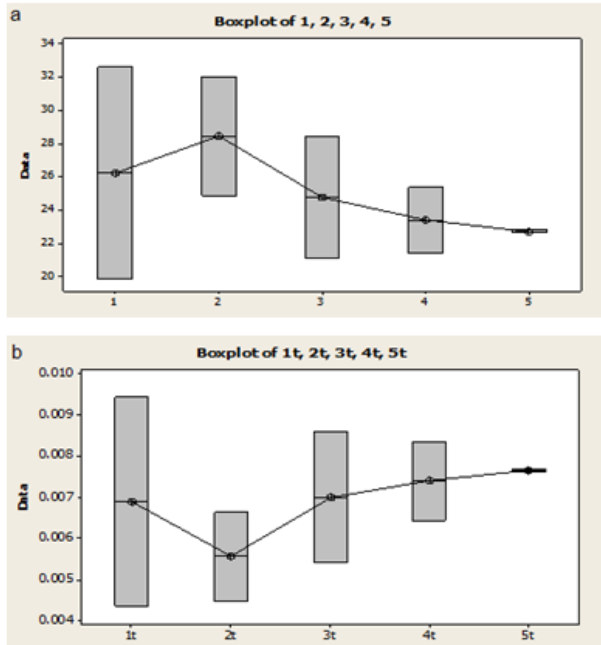 a
Boxplot of 1, 2, 3, 4, 5
34
32
30
28
26
24
22
20
Data
1 2 3 4 5
b
Boxplot of 1t, 2t, 3t, 4t, 5t
0.010
0.009
0.008
0.007
0.006
0.005
0.004
Data
1t 2t 3t 4t 5t